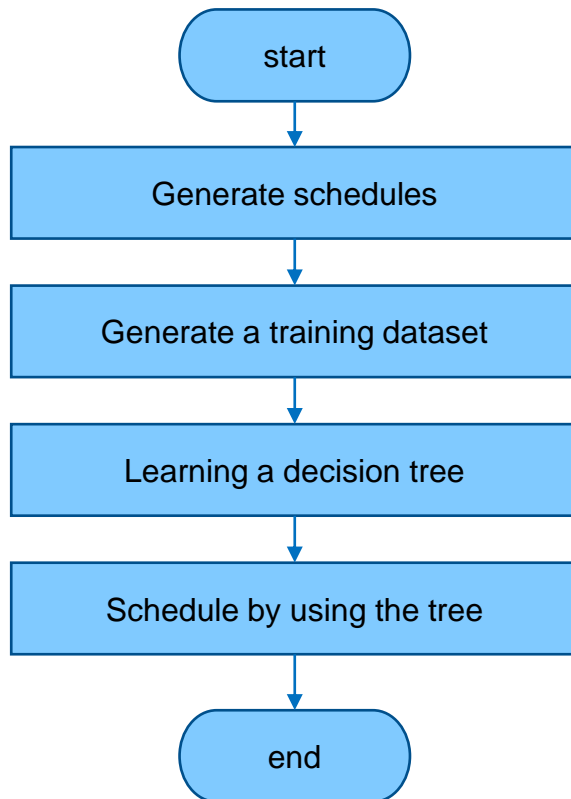 start
Generate schedules
Generate a training dataset
Learning a decision tree
Schedule by using the tree
end